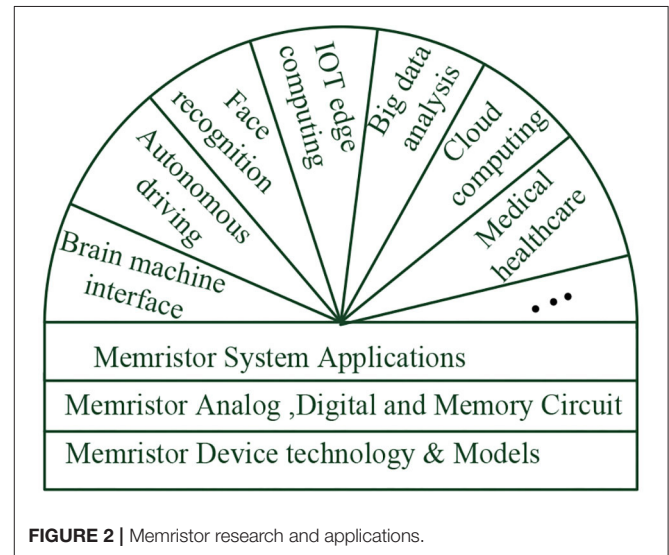 Brain machine
interface
Autonomous
driving
Face
recognition
IOT edge
computing
Big data
analysis
Cloud
computing
Medical
healthcare
...
Memristor System Applications
Memristor Analog ,Digital and Memory Circuit
Memristor Device technology & Models
FIGURE 2 | Memristor research and applications.